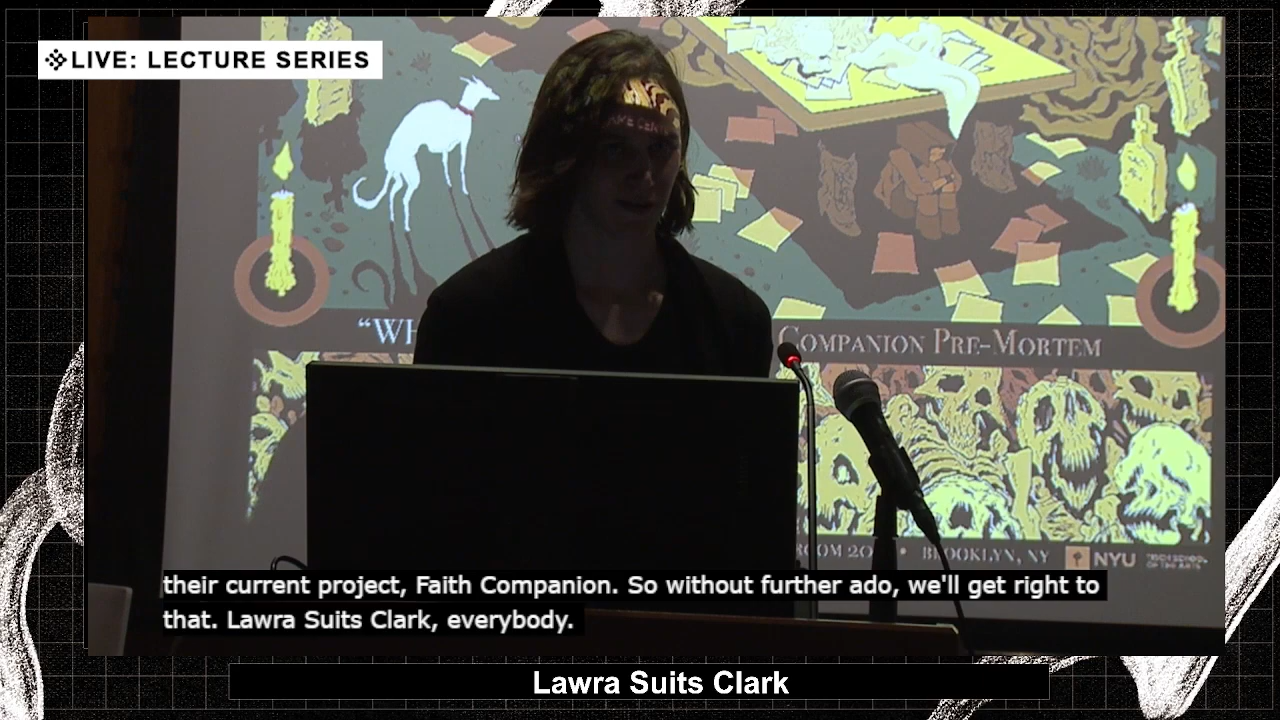 LIVE: LECTURE SERIES
“WH
COMPANION PRE-MORTEM
ROOM 20 • BROOKLYN, NY NYU
their current project, Faith Companion. So without further ado, we'll get right to
that. Lawra Suits Clark, everybody.
Lawra Suits Clark